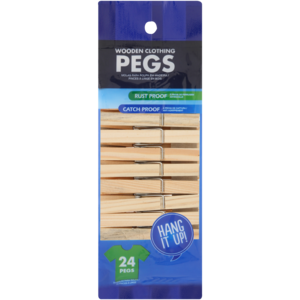 WOODEN CLOTHING
PEGS
RUST PROOF
CATCH PROOF
HANG
IT UP!
24
PEGS